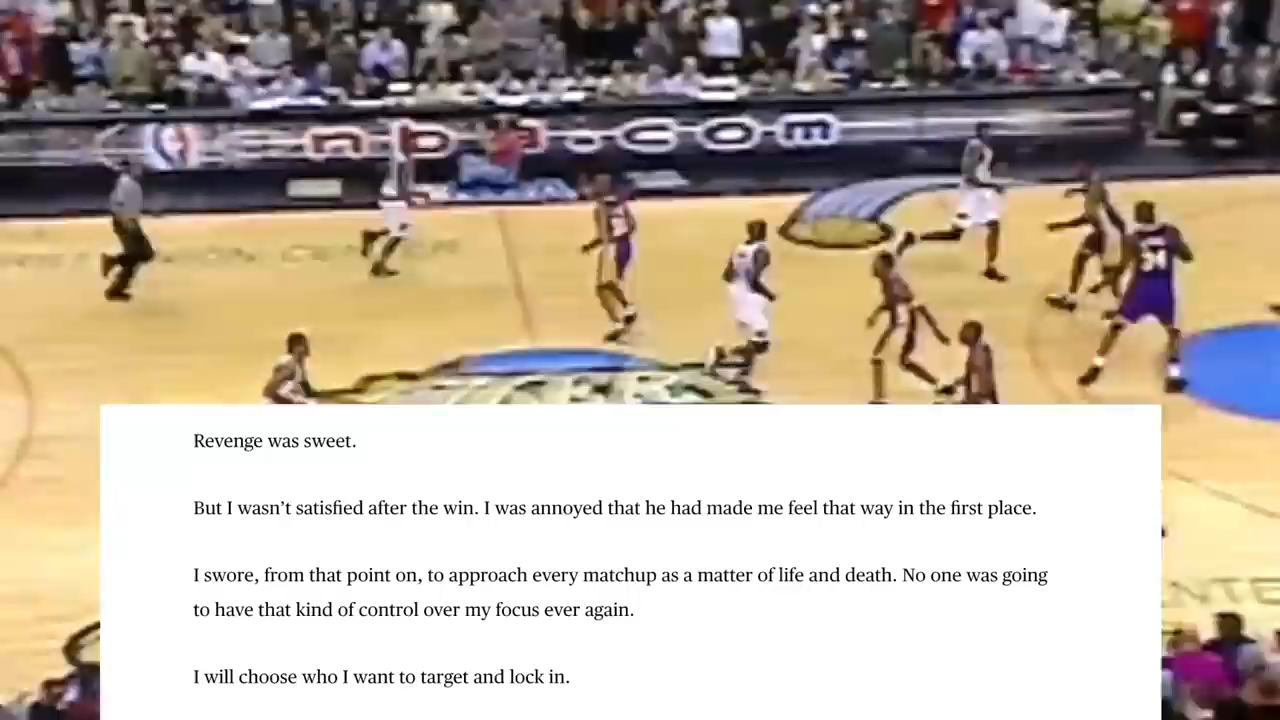 nba.com
34
Revenge was sweet.
But I wasn't satisfied after the win. I was annoyed that he had made me feel that way in the first place.
I swore, from that point on, to approach every matchup as a matter of life and death. No one was going
to have that kind of control over my focus ever again.
I will choose who I want to target and lock in.